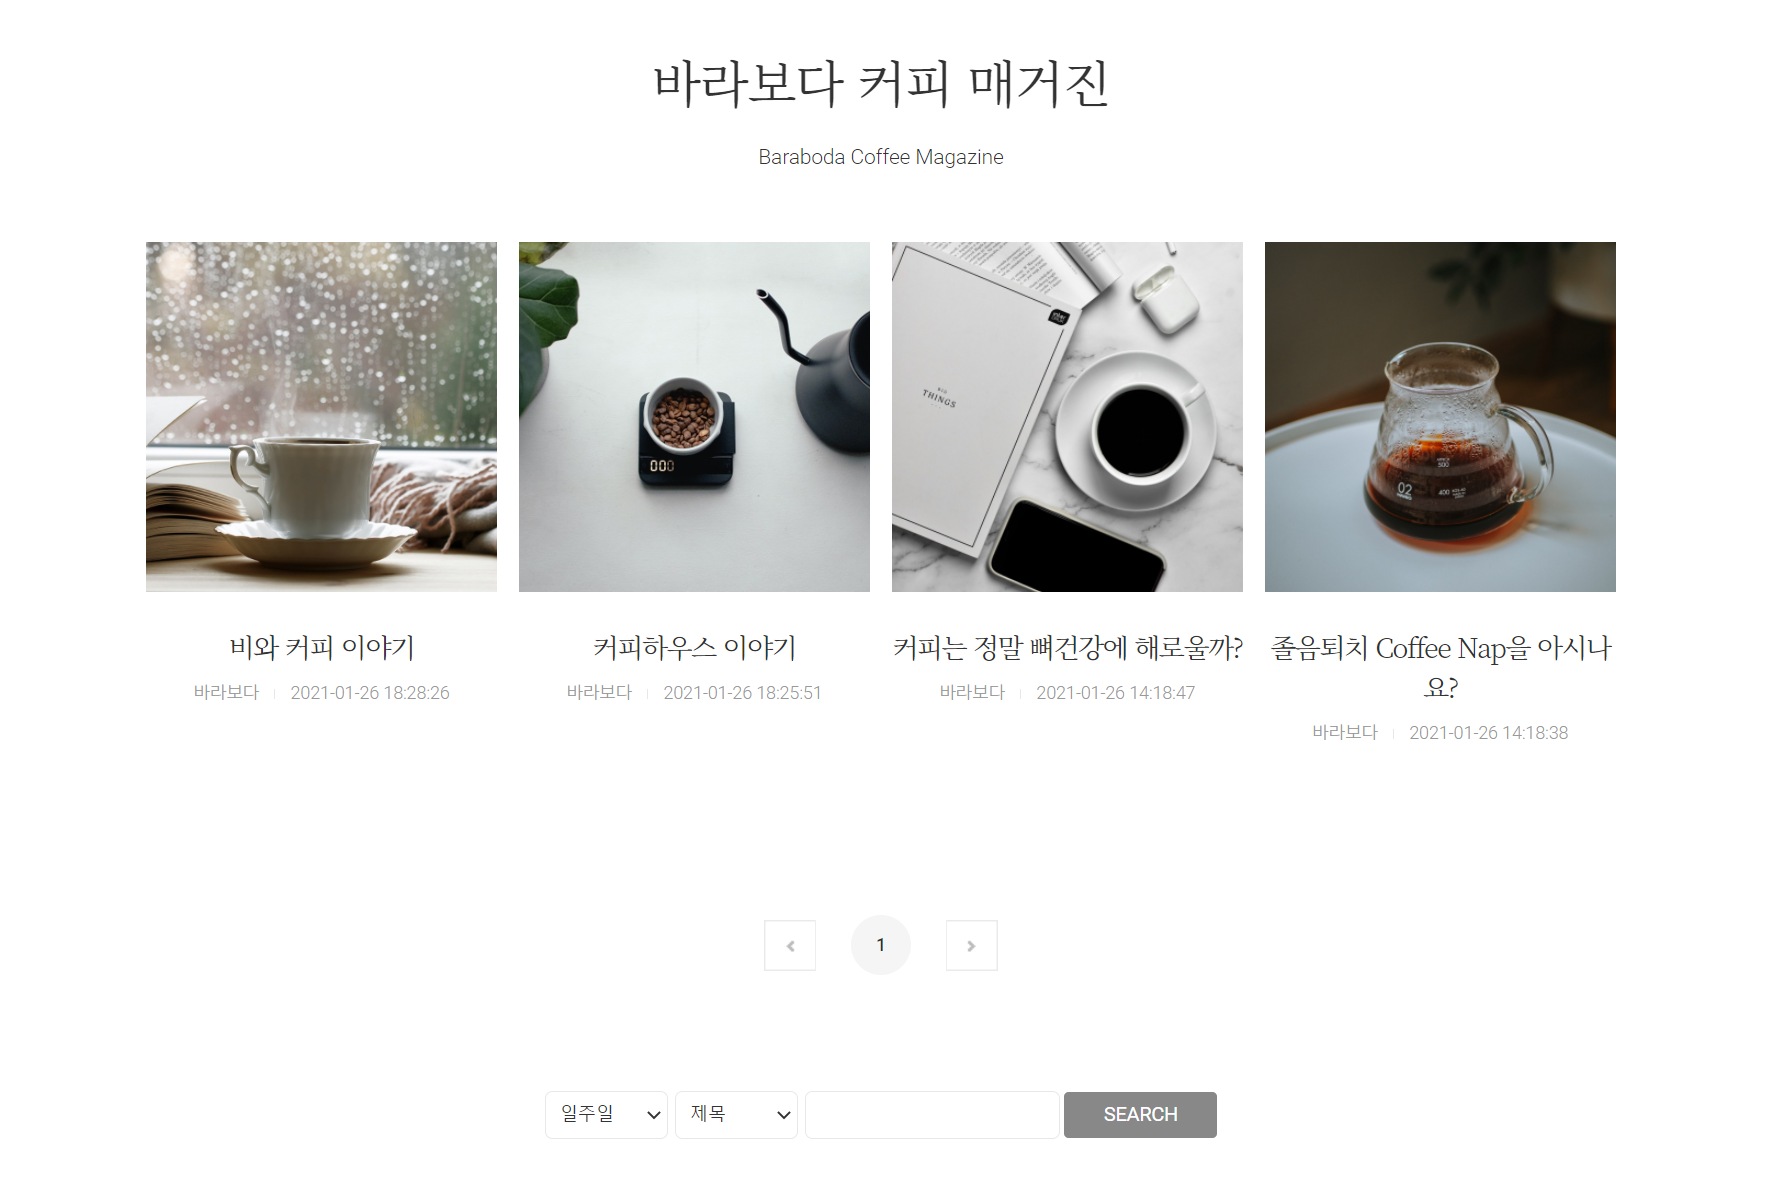 바라보다 커피 매거진
Baraboda Coffee Magazine
000
THINGS
02
500
400
비와 커피 이야기
커피하우스 이야기
커피는 정말 뼈건강에 해로울까?
졸음퇴치 Coffee Nap을 아시나
요?
바라보다 2021-01-26 18:28:26
바라보다 2021-01-26 18:25:51
바라보다 2021-01-26 14:18:47
바라보다 2021-01-26 14:18:38
1
일주일 제목 SEARCH